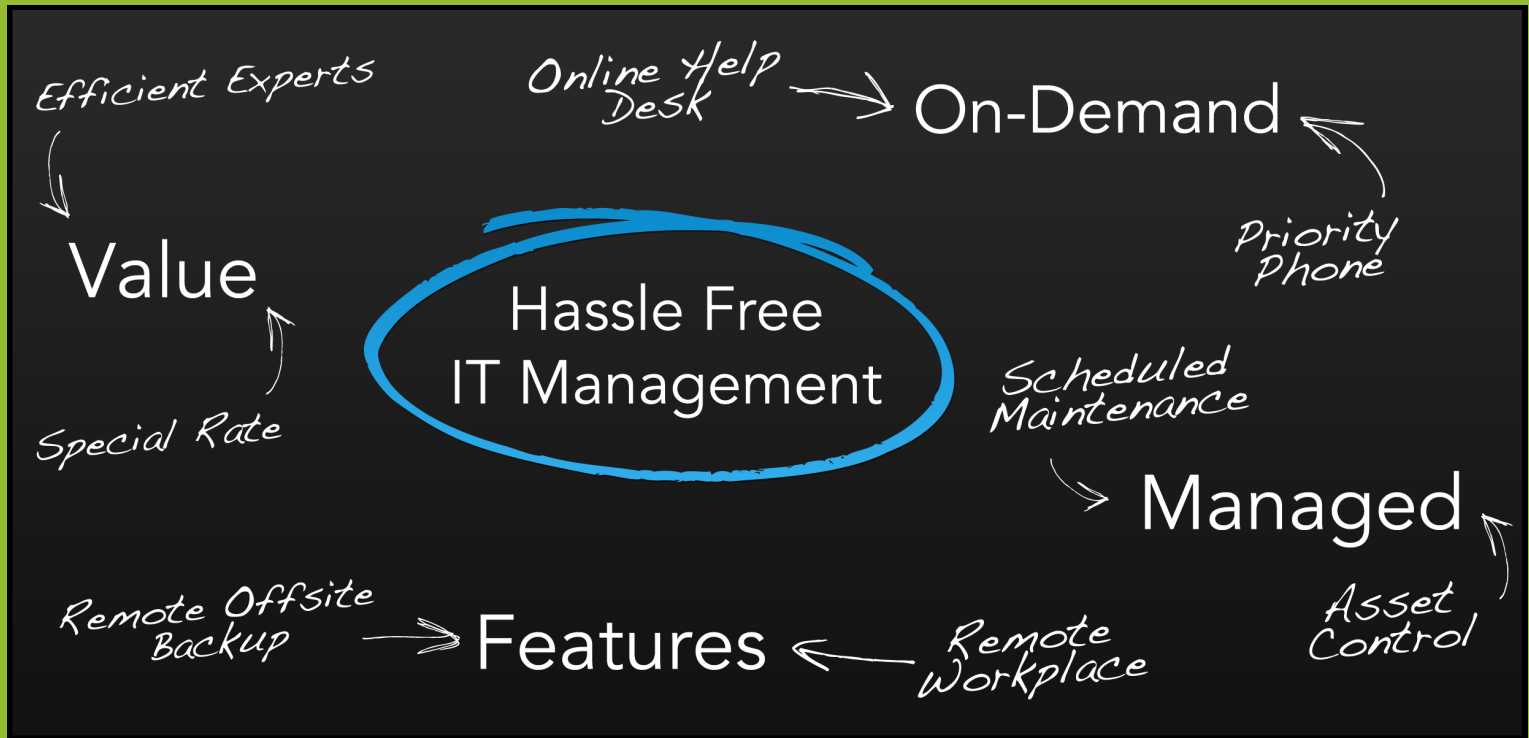 Efficient Experts
Value
Special Rate
Online Help
Desk
On-Demand
Priority
Phone
Hassle Free
IT Management
Scheduled
Maintenance
Managed
Asset
Control
Remote Offsite
Backup
Features
Remote
Workplace